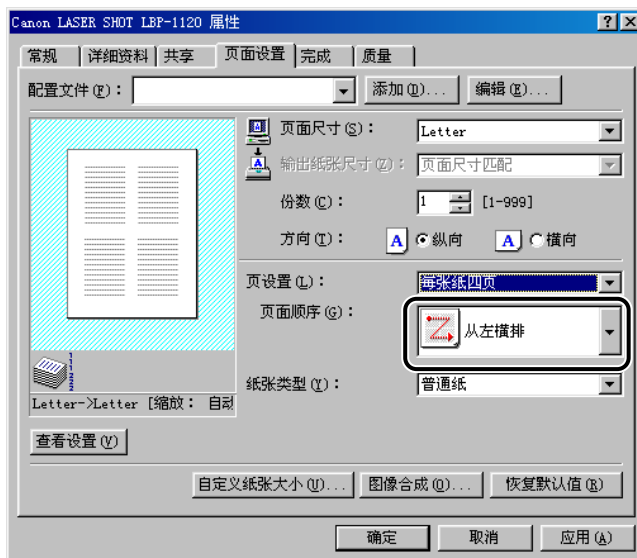 Canon LASER SHOT LBP-1120 属性
常规 详细资料 共享 页面设置 完成 质量
配置文件(F)： 添加(D)... 编辑(E)...
页面尺寸(S)： Letter
输出纸张尺寸(Z)： 页面尺寸匹配
份数(C)： 1 [1-999]
方向(T)： A 纵向 A 横向
页设置(L)： 每张纸四页
页面顺序(G)： 从左横排
纸张类型(Y)： 普通纸
Letter->Letter [缩放： 自动
查看设置(V)
自定义纸张大小(U)... 图像合成(O)... 恢复默认值(R)
确定 取消 应用(A)